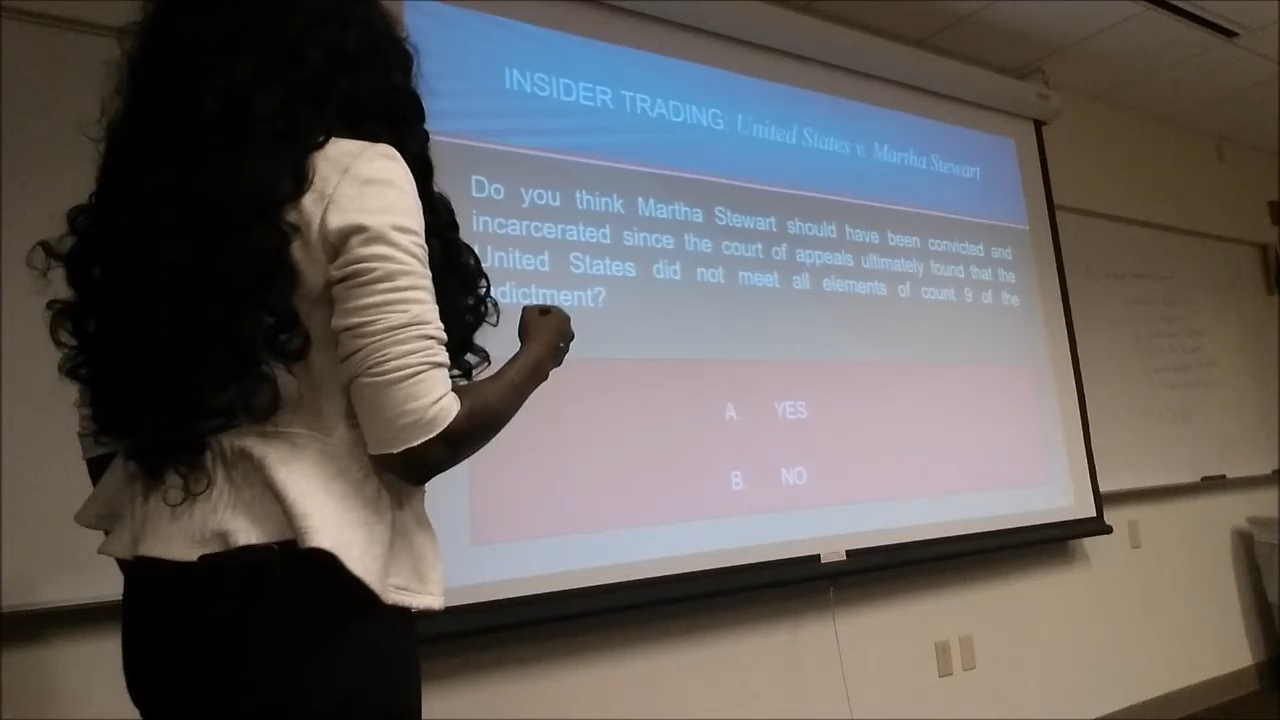 INSIDER TRADING: United States v. Martha Stewart
Do you think Martha Stewart should have been convicted and
incarcerated since the court of appeals ultimately found that the
United States did not meet all elements of count 9 of the
dictment?
A. YES
B. NO